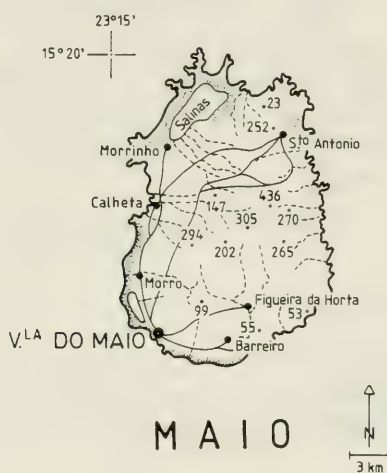 23°15'
15°20'
23
Salinas
252
Sto Antonio
Morrinho
436
147
Calheta
270
305
294
202
265
Morro
Figueira da Horta
99
53
V.LA DO MAIO
55
Barreiro
MAIO
N
3 km